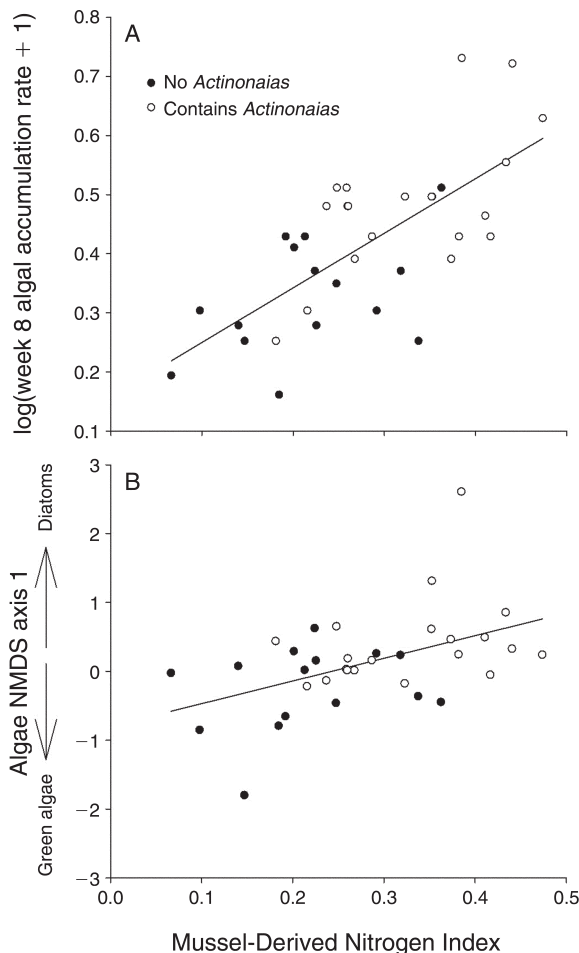 A
No Actinonaias
Contains Actinonaias
log(week 8 algal accumulation rate + 1)
0.8
0.7
0.6
0.5
0.4
0.3
0.2
0.1
B
Diatoms
Algae NMDS axis 1
Green algae
3
2
1
0
−1
−2
−3
0.0 0.1 0.2 0.3 0.4 0.5
Mussel-Derived Nitrogen Index